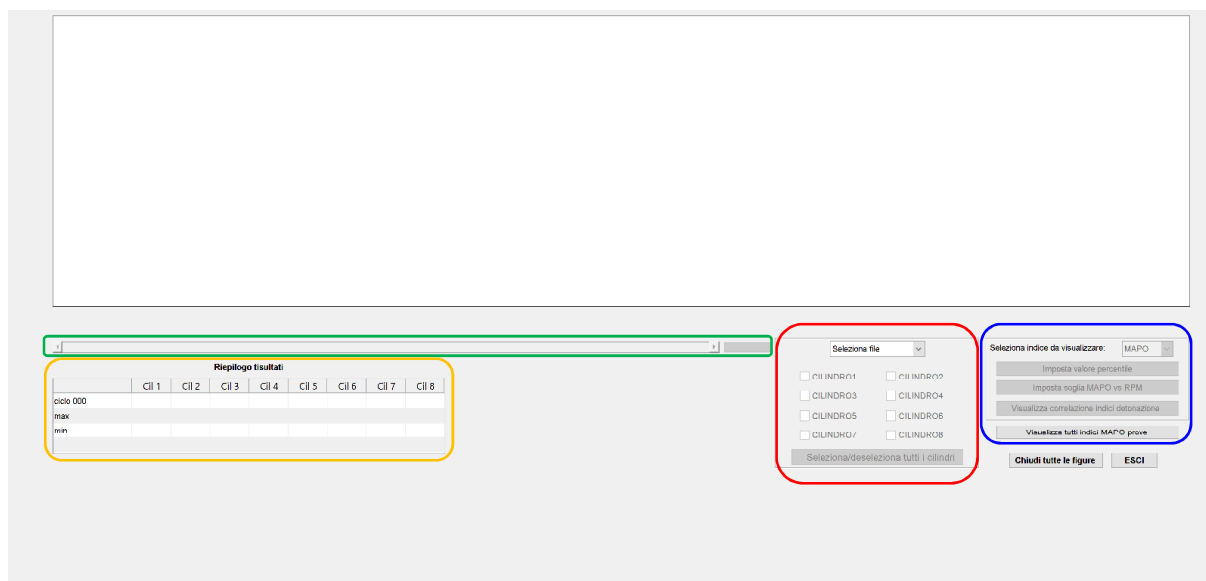 Seleziona file
Seleziona indice da visualizzare: MAPO
Riepilogo tisultati
Imposta valore percentile
Cil 1 Cil 2 Cil 3 Cil 4 Cil 5 Cil 6 Cil 7 Cil 8
CILINDRO1 CILINDRO2
Imposta soglia MAPO vs RPM
ciclo 000
CILINDRO3 CILINDRO4
Visualizza correlazione indici detonazione
max
CILINDRO5 CILINDRO6
min
CILINDRO7 CILINDRO8
Visualizza tutti indici MAPO prove
Seleziona/deseleziona tutti i cilindri
Chiudi tutte le figure ESCI